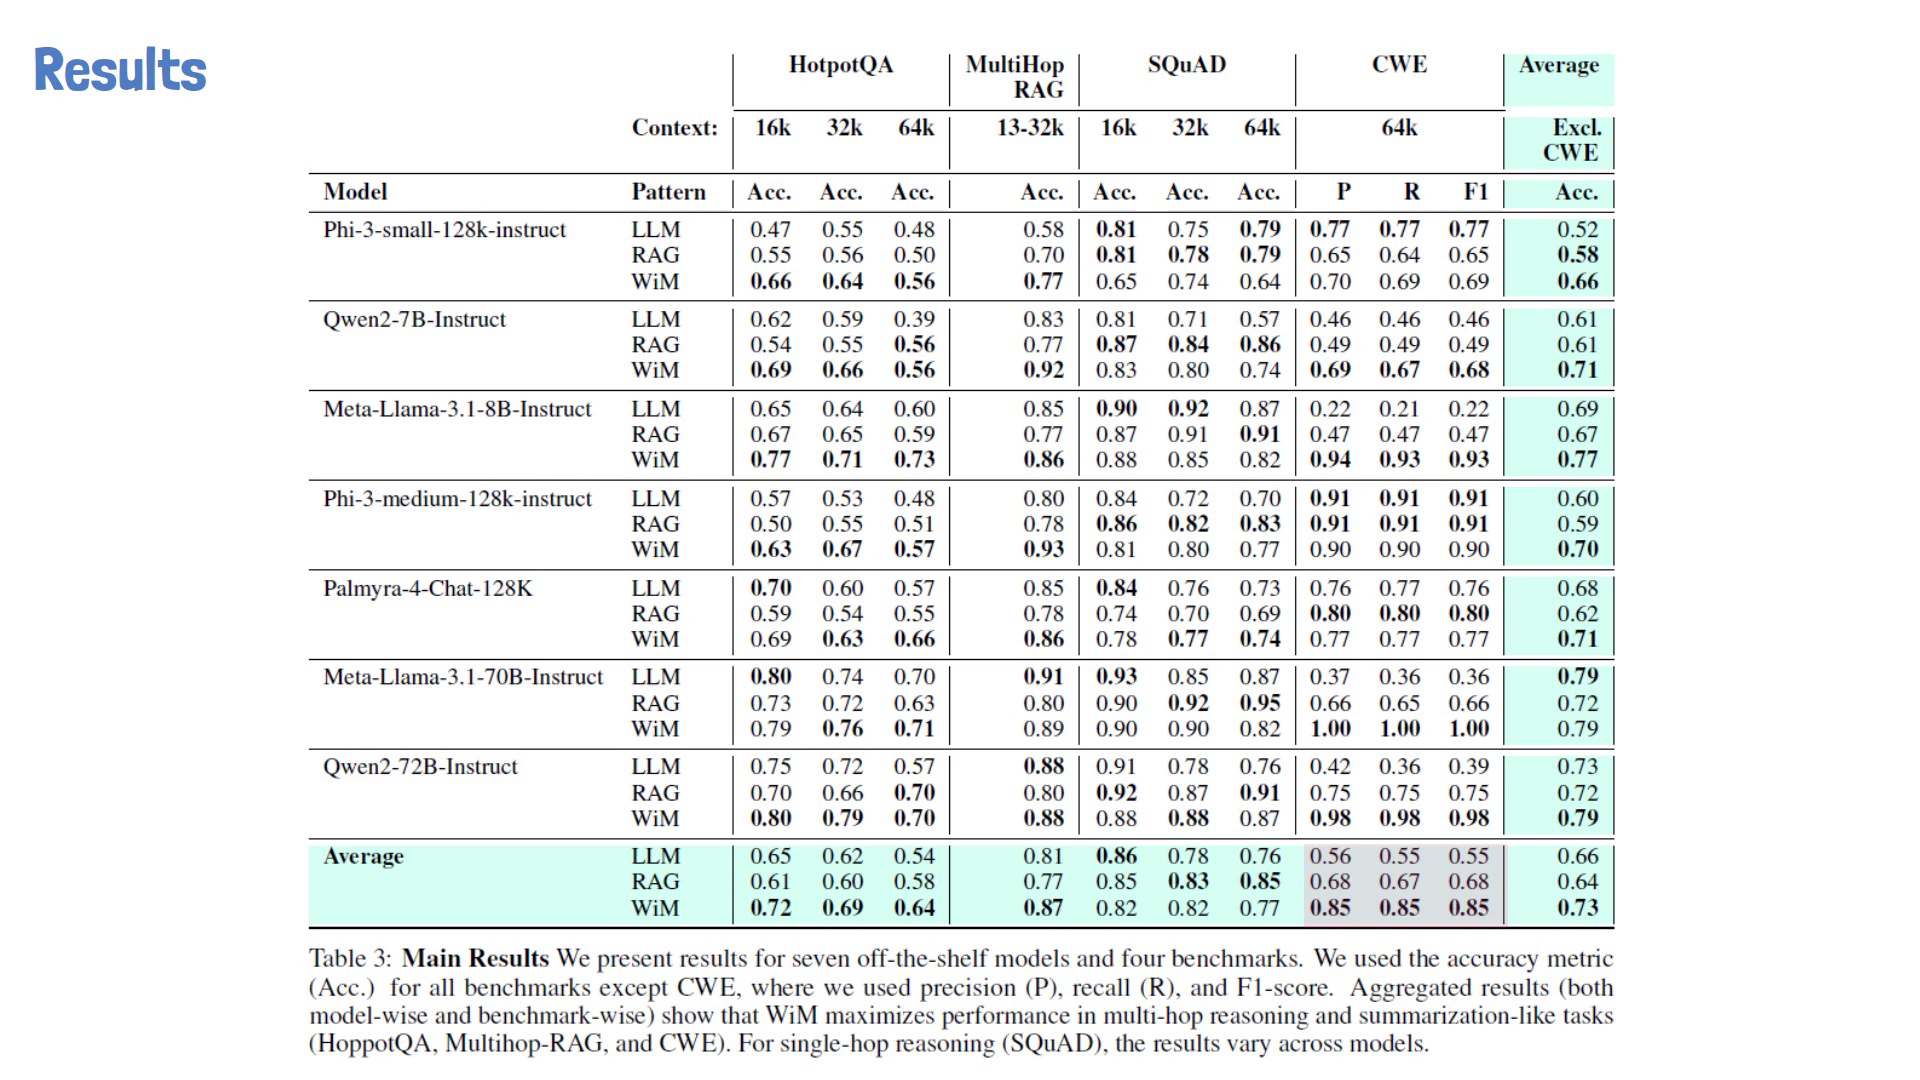 Results
HotpotQA MultiHop RAG SQuAD CWE Average
Context: 16k 32k 64k 13-32k 16k 32k 64k 64k Excl. CWE
Model Pattern Acc. Acc. Acc. Acc. Acc. Acc. Acc. P R F1 Acc.
Phi-3-small-128k-instruct LLM 0.47 0.55 0.48 0.58 0.81 0.75 0.79 0.77 0.77 0.77 0.52
RAG 0.55 0.56 0.50 0.70 0.81 0.78 0.79 0.65 0.64 0.65 0.58
WiM 0.66 0.64 0.56 0.77 0.65 0.74 0.64 0.70 0.69 0.69 0.66
Qwen2-7B-Instruct LLM 0.62 0.59 0.39 0.83 0.81 0.71 0.57 0.46 0.46 0.46 0.61
RAG 0.54 0.55 0.56 0.77 0.87 0.84 0.86 0.49 0.49 0.49 0.61
WiM 0.69 0.66 0.56 0.92 0.83 0.80 0.74 0.69 0.67 0.68 0.71
Meta-Llama-3.1-8B-Instruct LLM 0.65 0.64 0.60 0.85 0.90 0.92 0.87 0.22 0.21 0.22 0.69
RAG 0.67 0.65 0.59 0.77 0.87 0.91 0.91 0.47 0.47 0.47 0.67
WiM 0.77 0.71 0.73 0.86 0.88 0.85 0.82 0.94 0.93 0.93 0.77
Phi-3-medium-128k-instruct LLM 0.57 0.53 0.48 0.80 0.84 0.72 0.70 0.91 0.91 0.91 0.60
RAG 0.50 0.55 0.51 0.78 0.86 0.82 0.83 0.91 0.91 0.91 0.59
WiM 0.63 0.67 0.57 0.93 0.81 0.80 0.77 0.90 0.90 0.90 0.70
Palmyra-4-Chat-128K LLM 0.70 0.60 0.57 0.85 0.84 0.76 0.73 0.76 0.77 0.76 0.68
RAG 0.59 0.54 0.55 0.78 0.74 0.70 0.69 0.80 0.80 0.80 0.62
WiM 0.69 0.63 0.66 0.86 0.78 0.77 0.74 0.77 0.77 0.77 0.71
Meta-Llama-3.1-70B-Instruct LLM 0.80 0.74 0.70 0.91 0.93 0.85 0.87 0.37 0.36 0.36 0.79
RAG 0.73 0.72 0.63 0.80 0.90 0.92 0.95 0.66 0.65 0.66 0.72
WiM 0.79 0.76 0.71 0.89 0.90 0.90 0.82 1.00 1.00 1.00 0.79
Qwen2-72B-Instruct LLM 0.75 0.72 0.57 0.88 0.91 0.78 0.76 0.42 0.36 0.39 0.73
RAG 0.70 0.66 0.70 0.80 0.92 0.87 0.91 0.75 0.75 0.75 0.72
WiM 0.80 0.79 0.70 0.88 0.88 0.88 0.87 0.98 0.98 0.98 0.79
Average LLM 0.65 0.62 0.54 0.81 0.86 0.78 0.76 0.56 0.55 0.55 0.66
RAG 0.61 0.60 0.58 0.77 0.85 0.83 0.85 0.68 0.67 0.68 0.64
WiM 0.72 0.69 0.64 0.87 0.82 0.82 0.77 0.85 0.85 0.85 0.73
Table 3: Main Results We present results for seven off-the-shelf models and four benchmarks. We used the accuracy metric
(Acc.) for all benchmarks except CWE, where we used precision (P), recall (R), and F1-score. Aggregated results (both
model-wise and benchmark-wise) show that WiM maximizes performance in multi-hop reasoning and summarization-like tasks
(HoppotQA, Multihop-RAG, and CWE). For single-hop reasoning (SQuAD), the results vary across models.